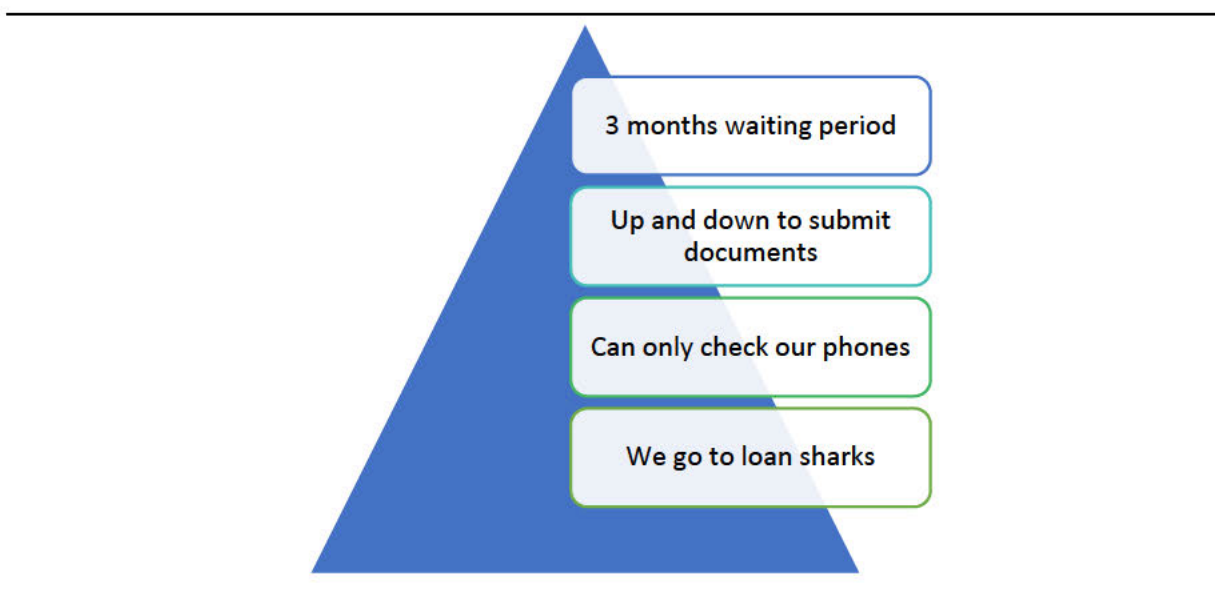 3 months waiting period
Up and down to submit
documents
Can only check our phones
We go to loan sharks